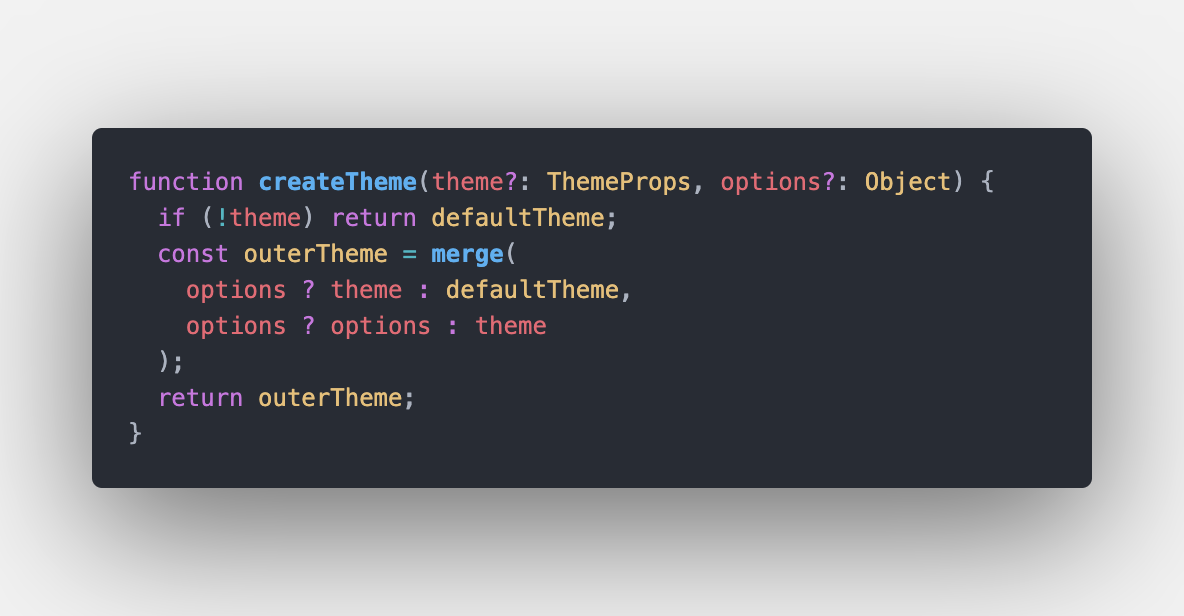 function createTheme(theme?: ThemeProps, options?: Object) {
  if (!theme) return defaultTheme;
  const outerTheme = merge(
    options ? theme : defaultTheme,
    options ? options : theme
  );
  return outerTheme;
}